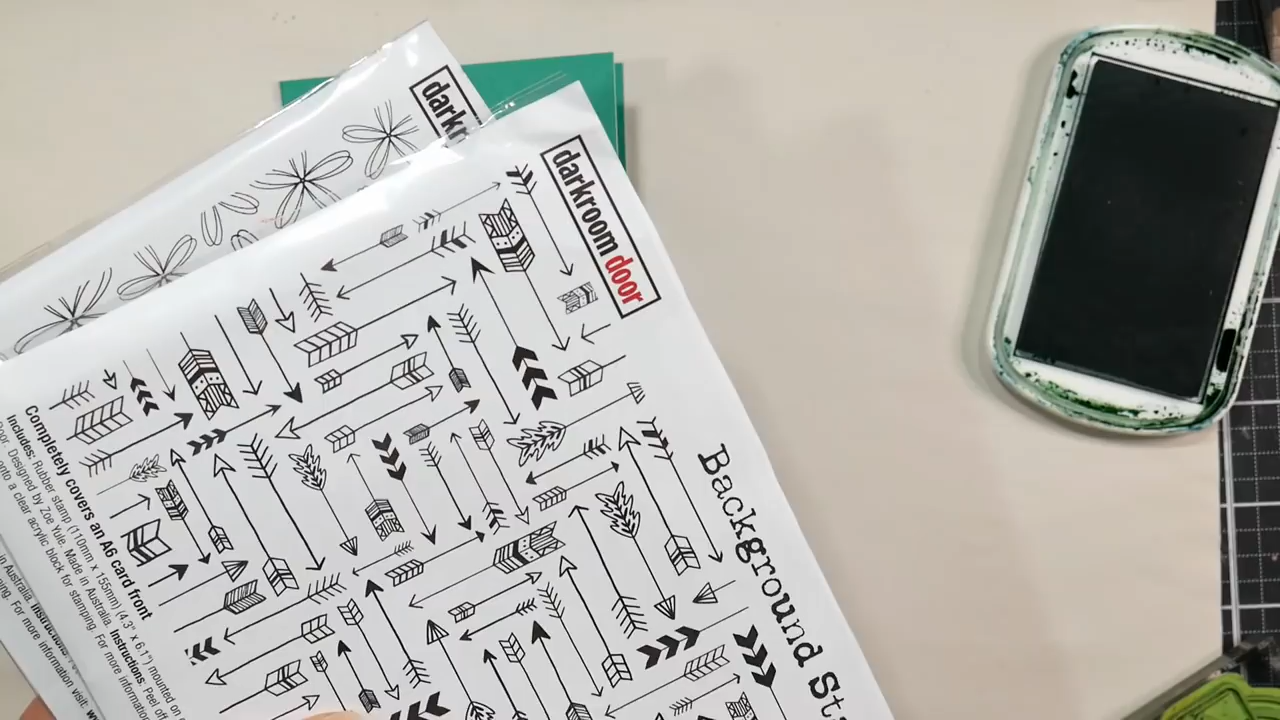 darkr
darkroom door
Background St
Completely covers an A6 card front
Includes: Rubber stamp (110mm x 155mm) (4.3" x 6.1") mounted on
Door. Designed by Zoe Yule. Made in Australia. Instructions: Peel off
onto a clear acrylic block for stamping. For more information
in Australia.
ping. For more information visit: w